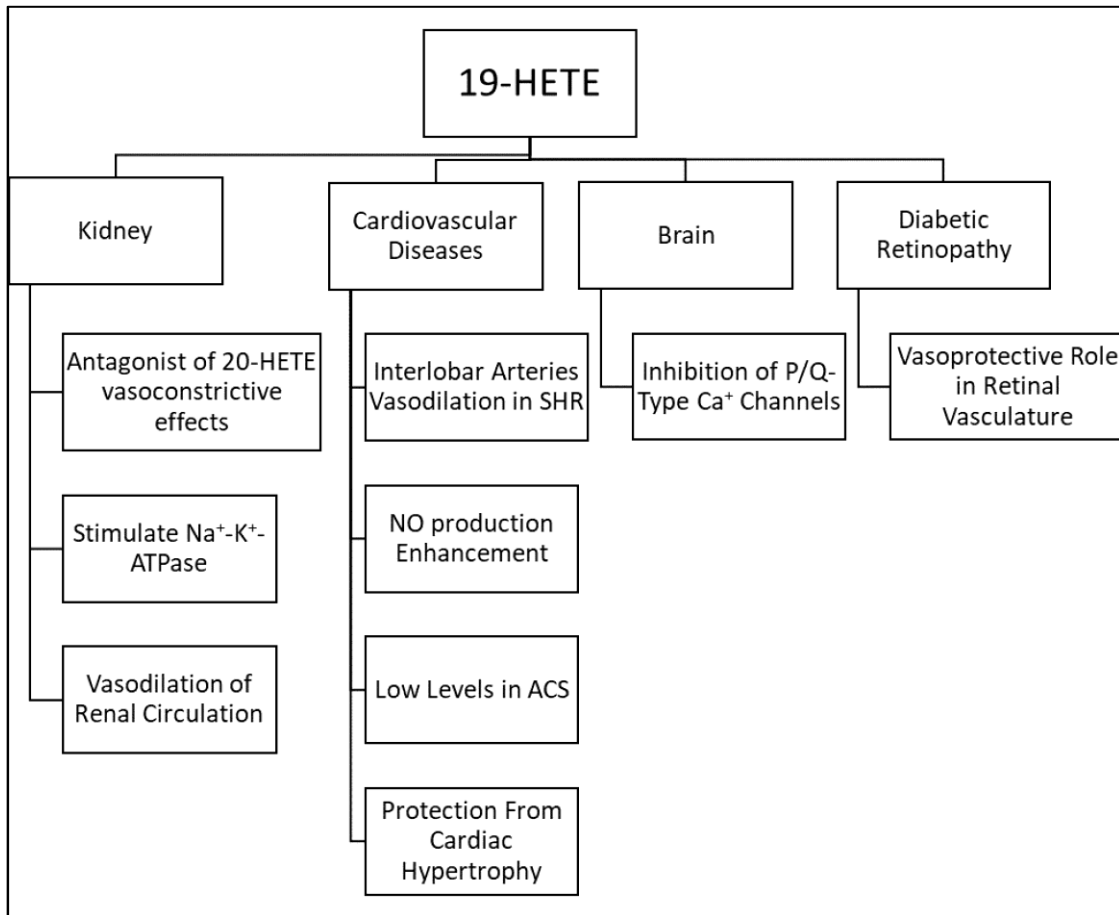 19-HETE
Kidney
Cardiovascular
Diseases
Brain
Diabetic
Retinopathy
Antagonist of 20-HETE
vasoconstrictive
effects
Interlobar Arteries
Vasodilation in SHR
Inhibition of P/Q-
Type Ca⁺ Channels
Vasoprotective Role
in Retinal
Vasculature
Stimulate Na⁺-K⁺-
ATPase
NO production
Enhancement
Vasodilation of
Renal Circulation
Low Levels in ACS
Protection From
Cardiac
Hypertrophy